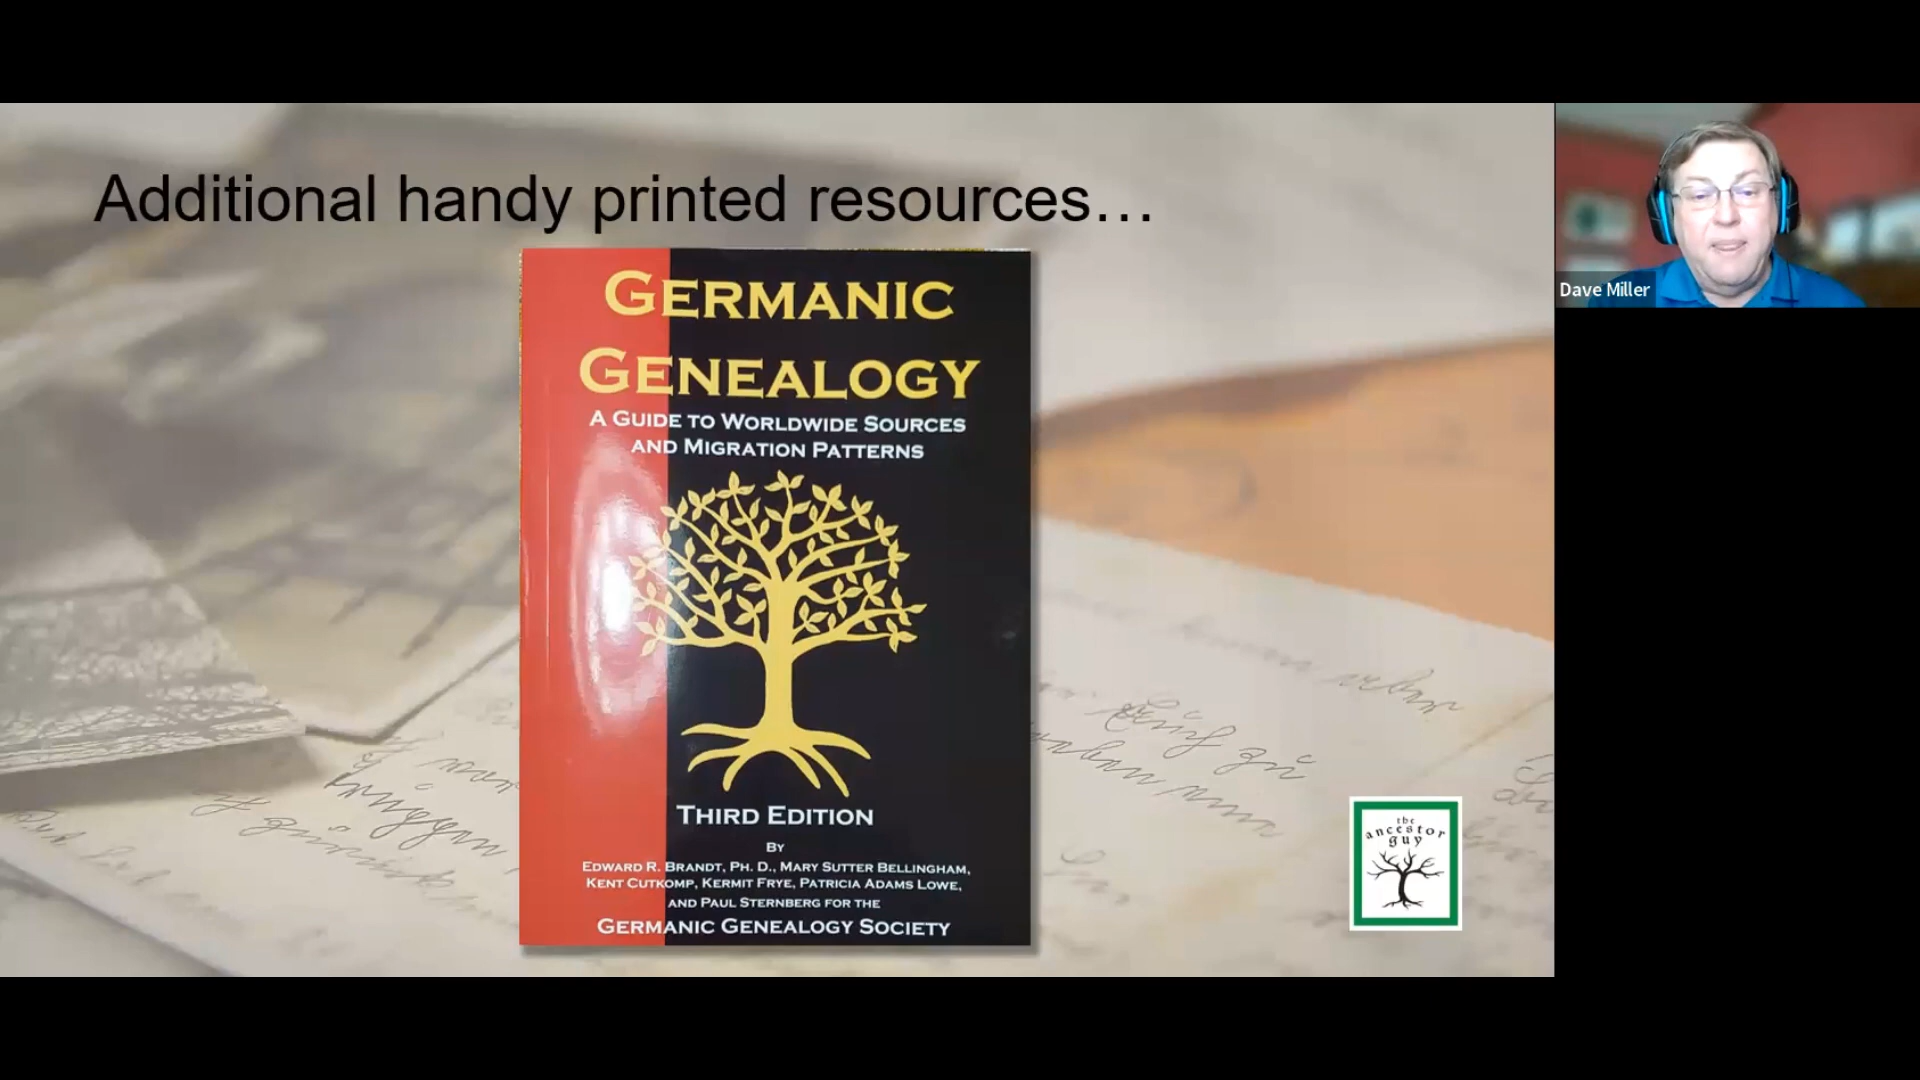 Additional handy printed resources…
GERMANIC
GENEALOGY
A GUIDE TO WORLDWIDE SOURCES
AND MIGRATION PATTERNS
THIRD EDITION
BY
EDWARD R. BRANDT, PH. D., MARY SUTTER BELLINGHAM,
KENT CUTKOMP, KERMIT FRYE, PATRICIA ADAMS LOWE,
AND PAUL STERNBERG FOR THE
GERMANIC GENEALOGY SOCIETY
the
ancestor
guy
Dave Miller